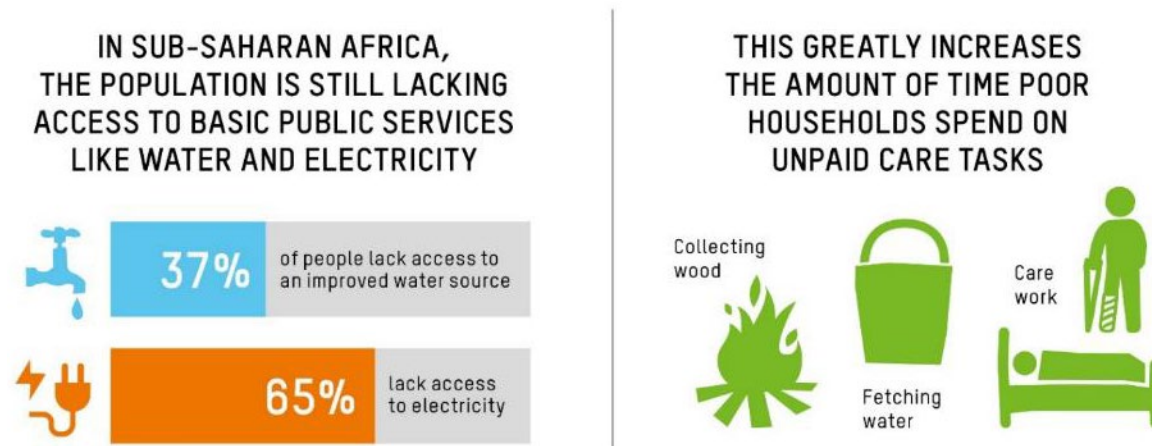 IN SUB-SAHARAN AFRICA,
THE POPULATION IS STILL LACKING
ACCESS TO BASIC PUBLIC SERVICES
LIKE WATER AND ELECTRICITY
37%
of people lack access to
an improved water source
65%
lack access
to electricity
THIS GREATLY INCREASES
THE AMOUNT OF TIME POOR
HOUSEHOLDS SPEND ON
UNPAID CARE TASKS
Collecting
wood
Fetching
water
Care
work